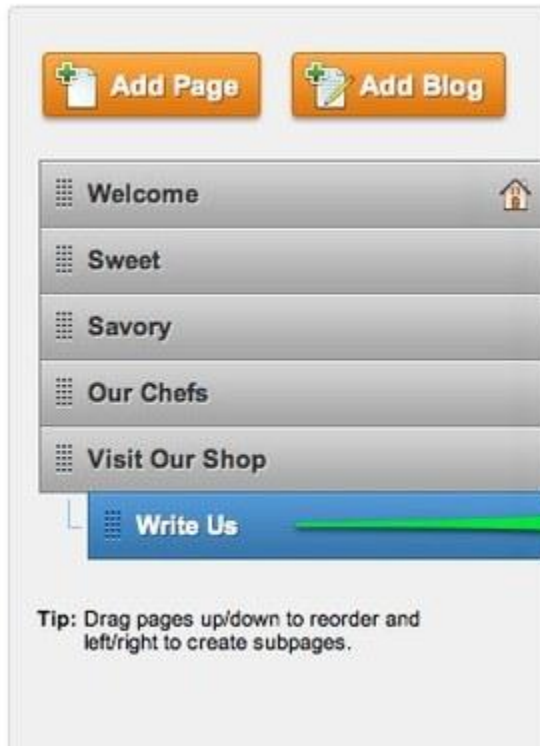 Add Page
Add Blog
Welcome
Sweet
Savory
Our Chefs
Visit Our Shop
Write Us
Tip: Drag pages up/down to reorder and
left/right to create subpages.